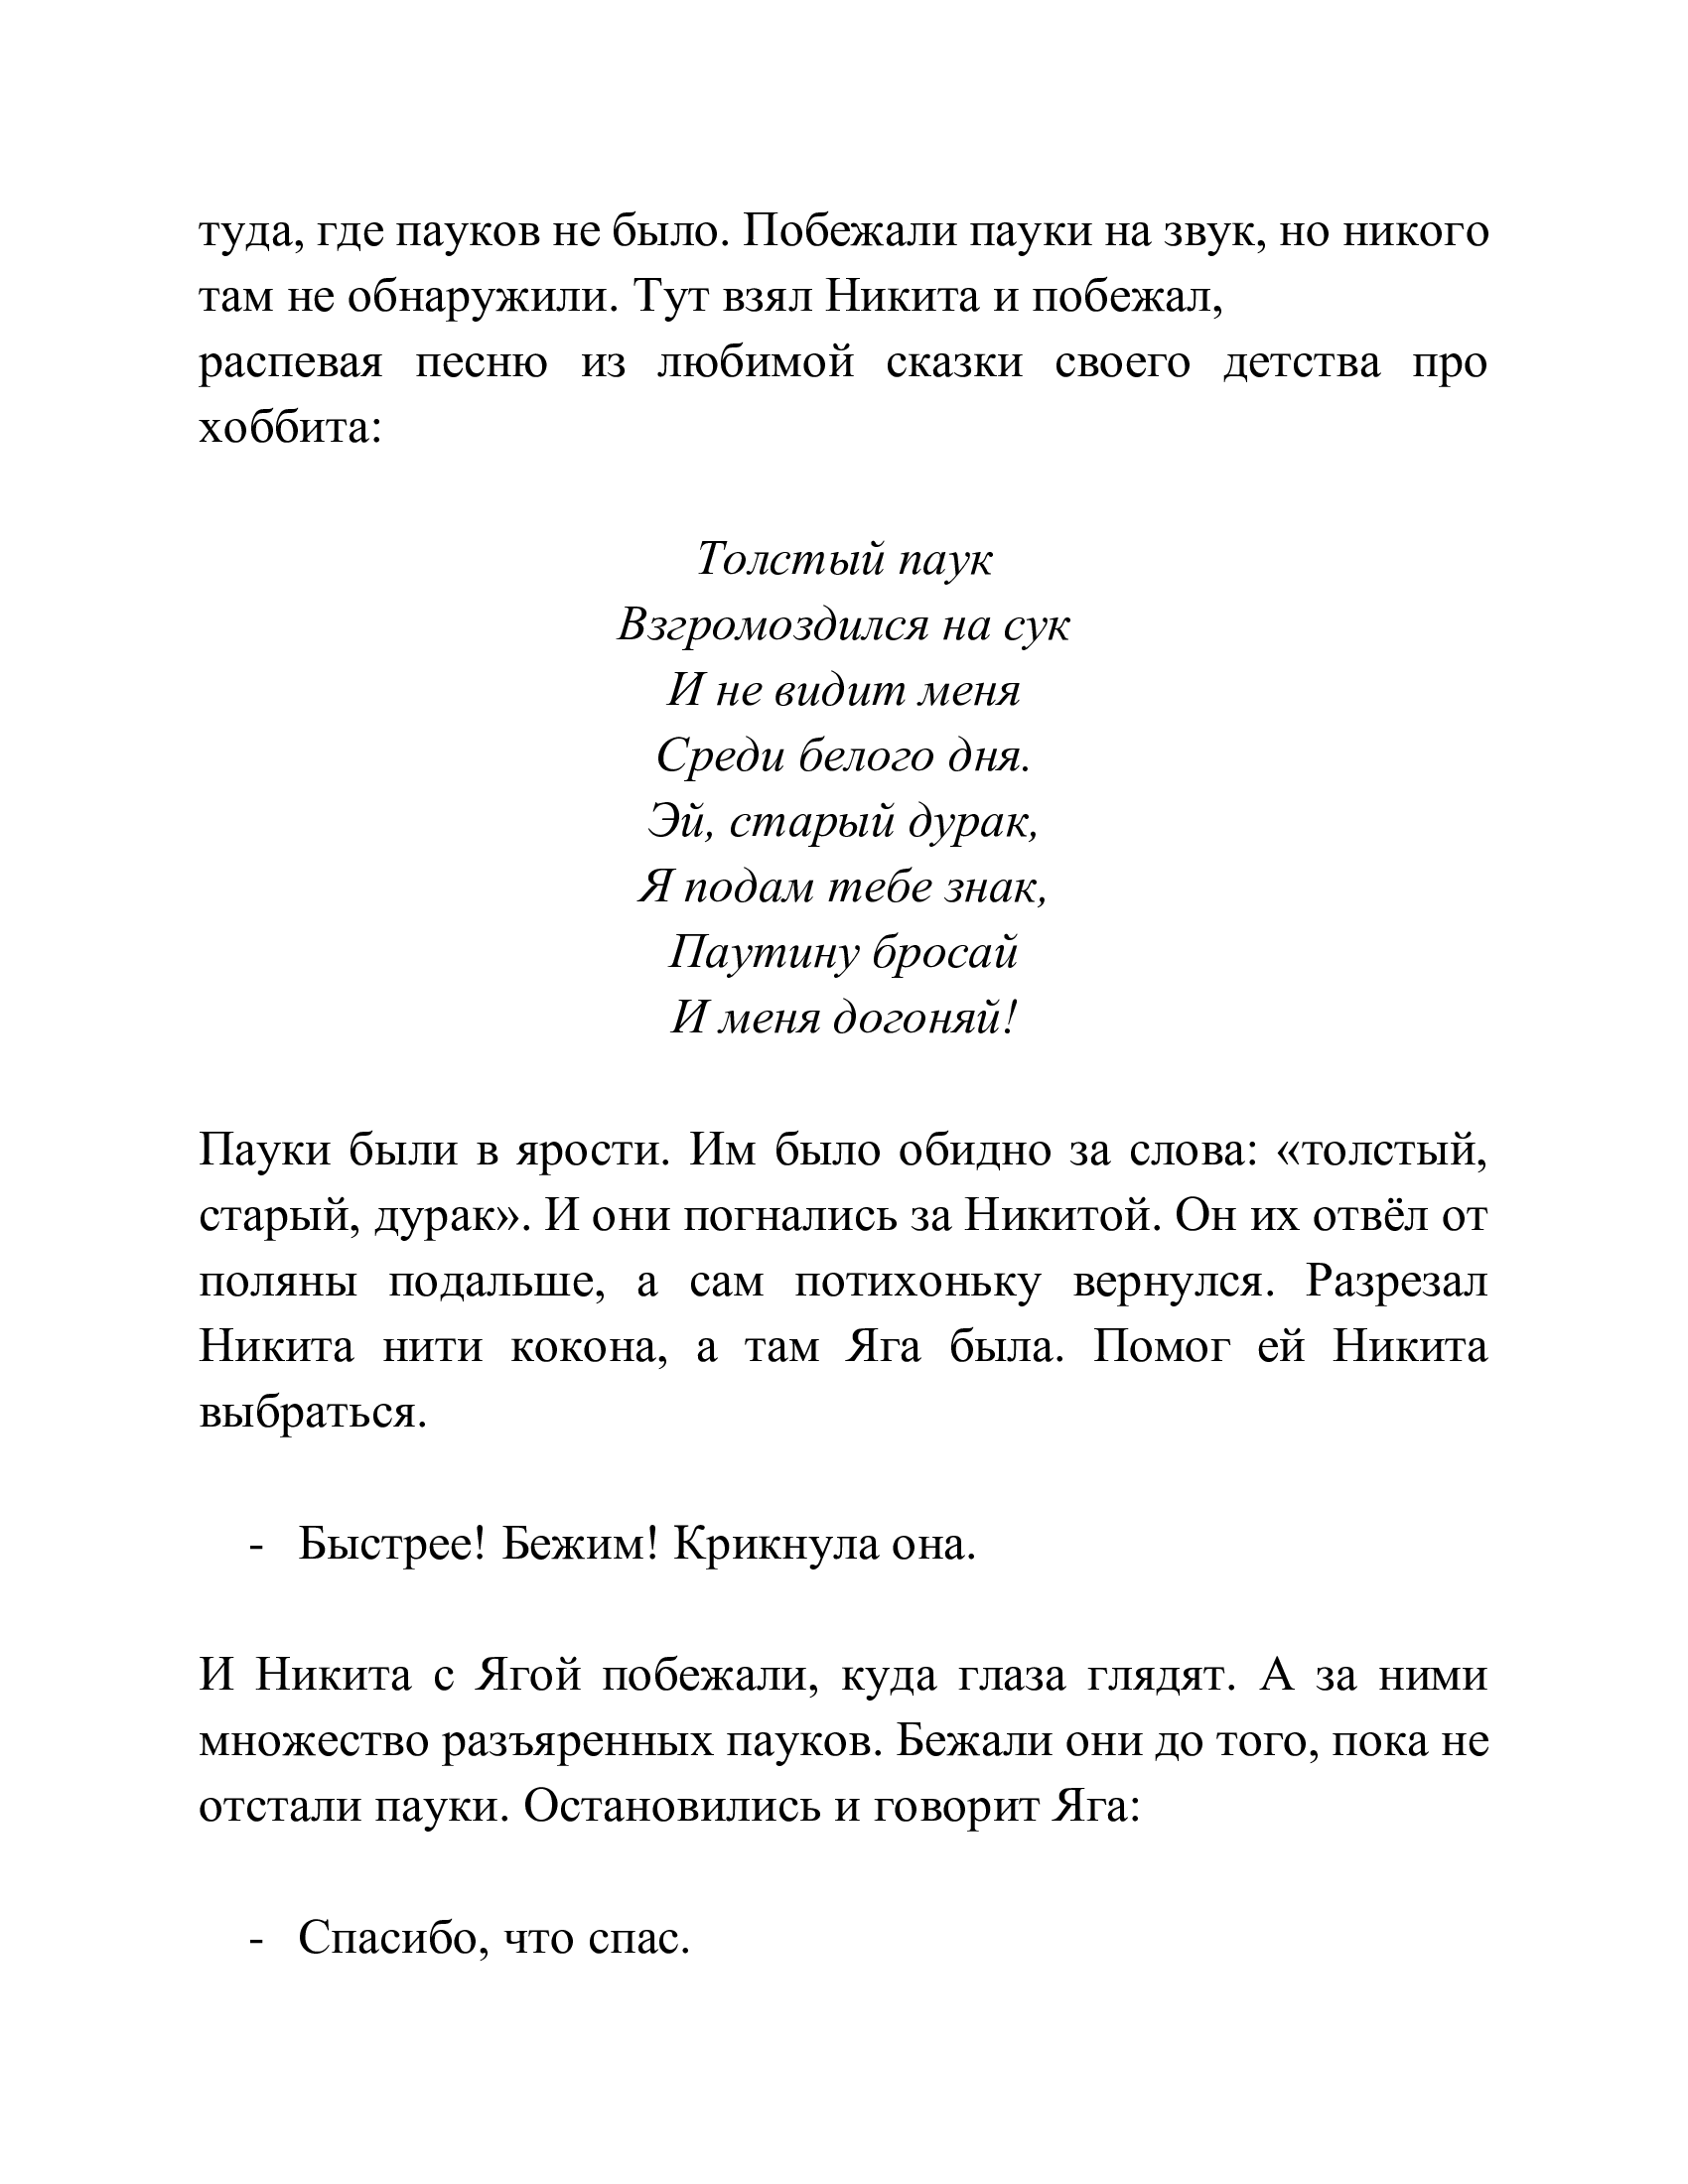 туда, где пауков не было. Побежали пауки на звук, но никого
там не обнаружили. Тут взял Никита и побежал,
распевая песню из любимой сказки своего детства про
хоббита:
Толстый паук
Взгромоздился на сук
И не видит меня
Среди белого дня.
Эй, старый дурак,
Я подам тебе знак,
Паутину бросай
И меня догоняй!
Пауки были в ярости. Им было обидно за слова: «толстый,
старый, дурак». И они погнались за Никитой. Он их отвёл от
поляны подальше, а сам потихоньку вернулся. Разрезал
Никита нити кокона, а там Яга была. Помог ей Никита
выбраться.
- Быстрее! Бежим! Крикнула она.
И Никита с Ягой побежали, куда глаза глядят. А за ними
множество разъяренных пауков. Бежали они до того, пока не
отстали пауки. Остановились и говорит Яга:
- Спасибо, что спас.